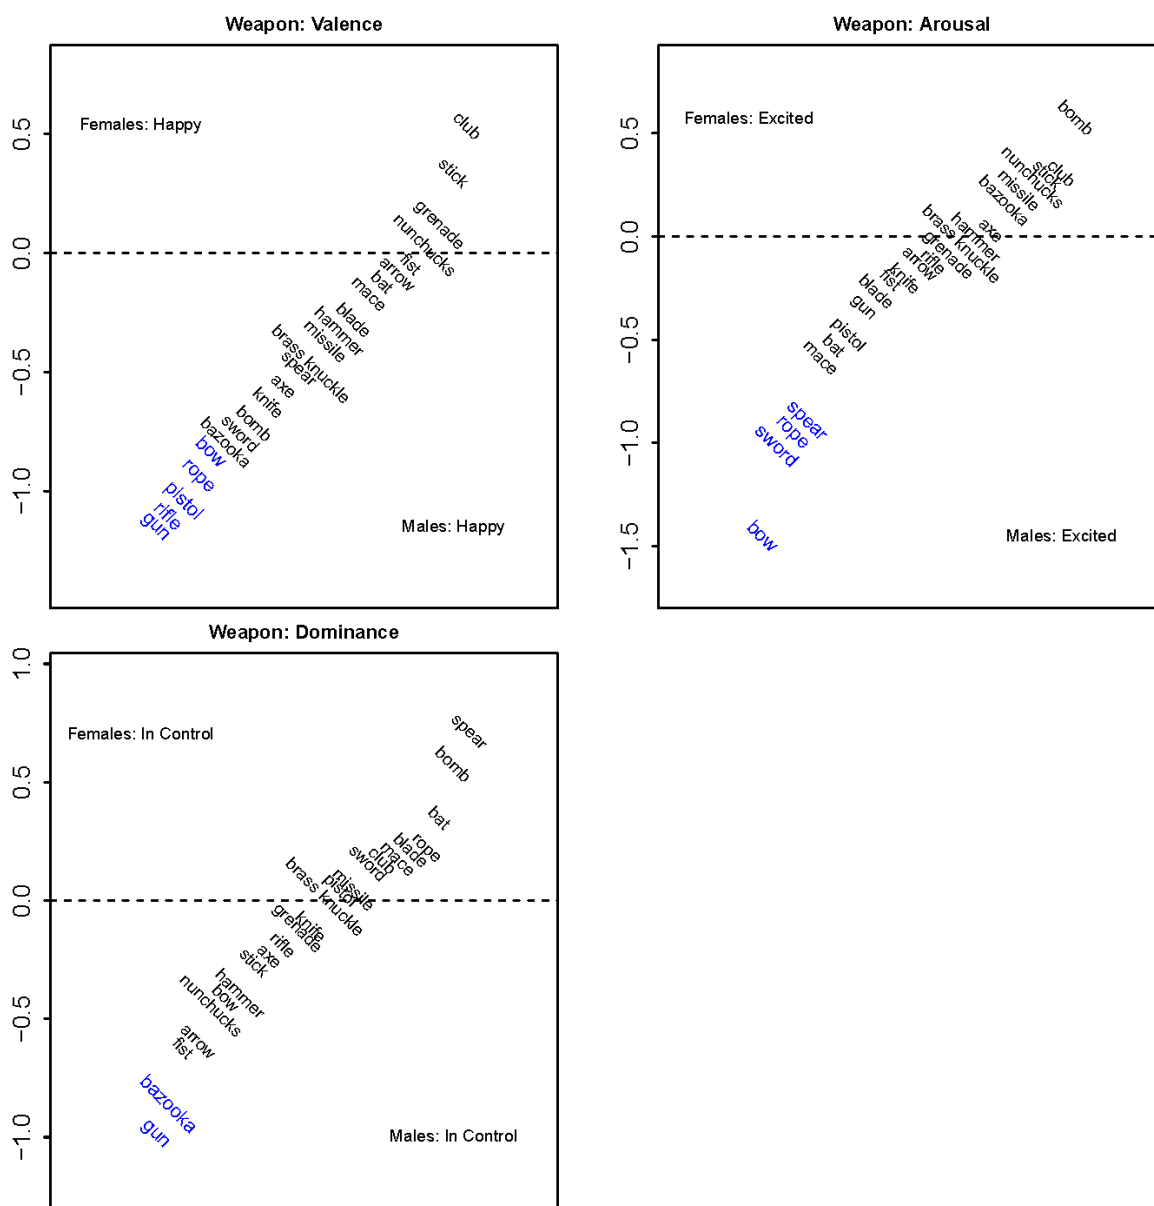 Weapon: Valence
0.5
0.0
−0.5
−1.0
Females: Happy
Males: Happy
club
stick
grenade
nunchucks
fist
arrow
bat
mace
blade
hammer
missile
brass knuckle
spear
axe
knife
bomb
sword
bazooka
bow
rope
pistol
rifle
gun
Weapon: Arousal
0.5
0.0
−0.5
−1.0
−1.5
Females: Excited
Males: Excited
bomb
club
stick
nunchucks
missile
bazooka
axe
hammer
brass knuckle
grenade
rifle
arrow
knife
fist
blade
gun
pistol
bat
mace
spear
rope
sword
bow
Weapon: Dominance
1.0
0.5
0.0
−0.5
−1.0
Females: In Control
Males: In Control
spear
bomb
bat
rope
blade
mace
club
sword
missile
pistol
brass knuckle
knife
grenade
rifle
axe
stick
hammer
bow
nunchucks
arrow
fist
bazooka
gun